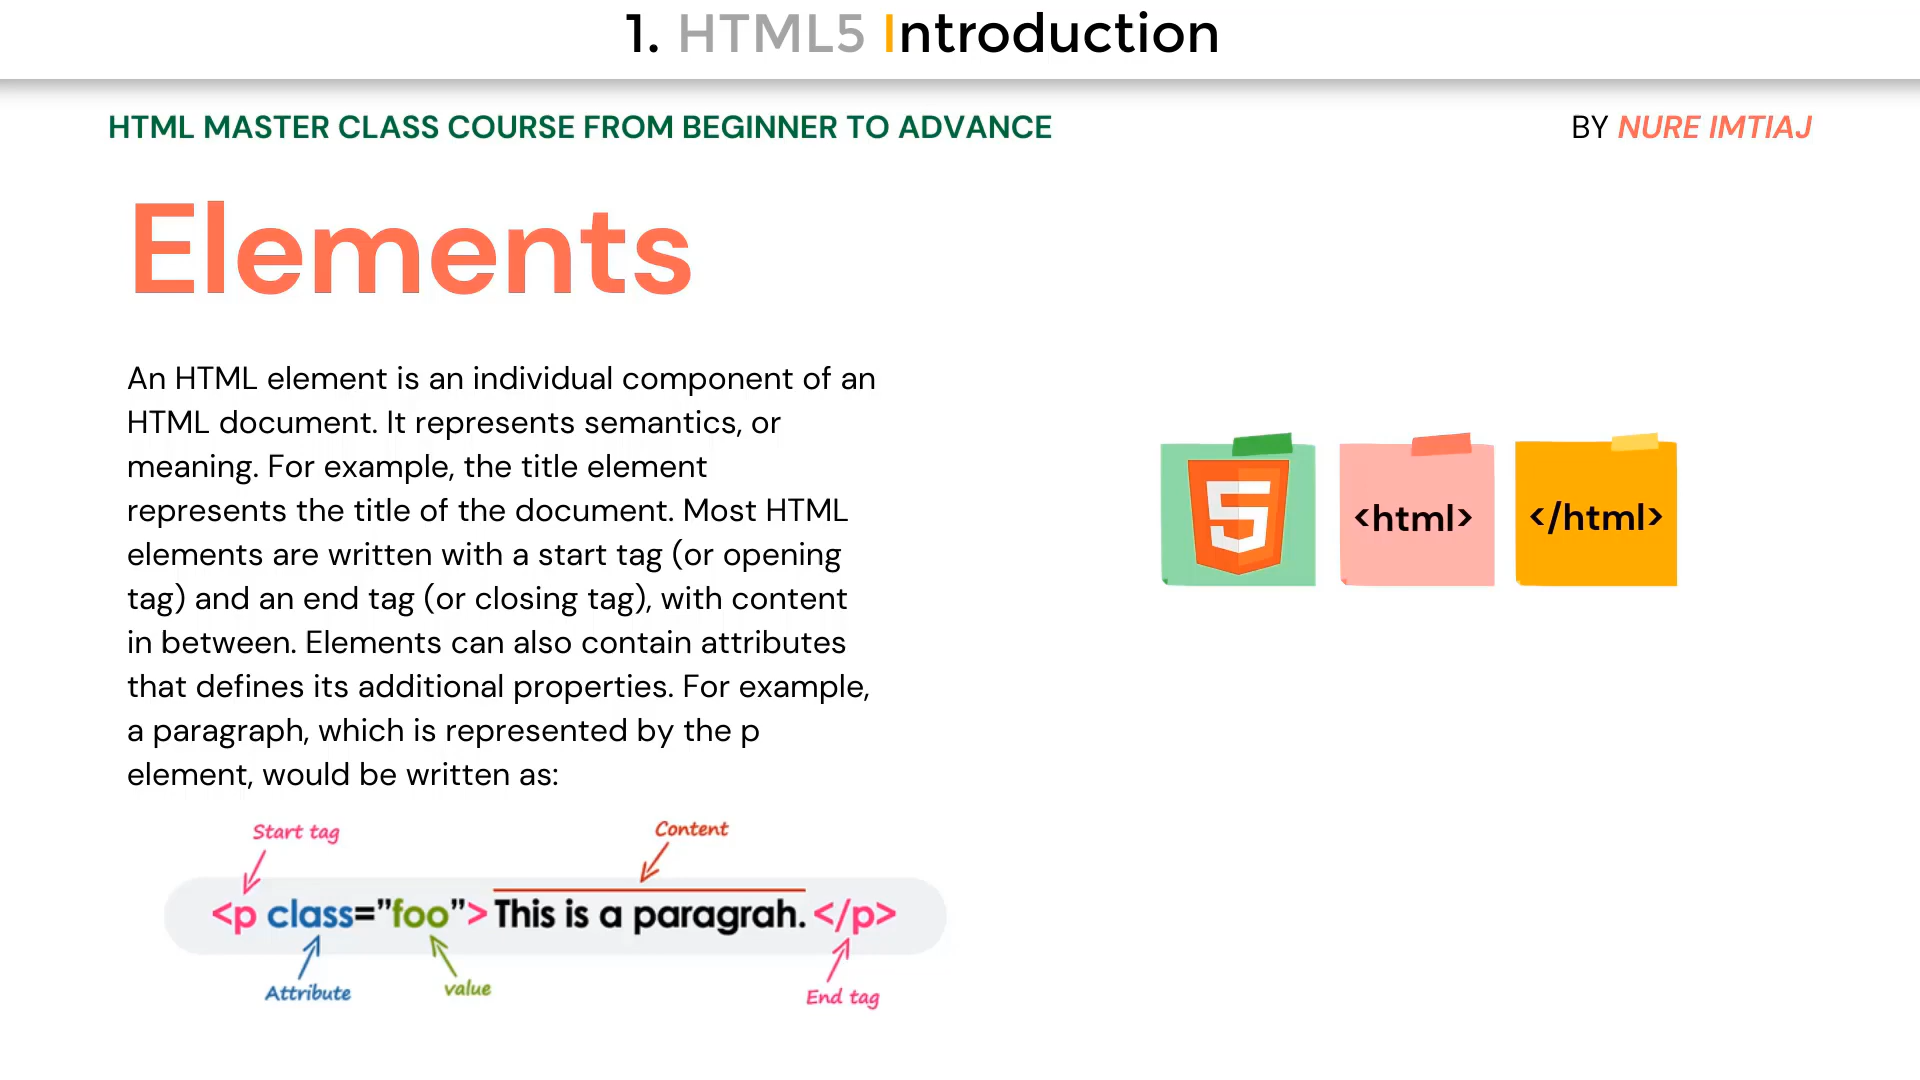 1. HTML5 Introduction
HTML MASTER CLASS COURSE FROM BEGINNER TO ADVANCE
BY NURE IMTIAJ
Elements
An HTML element is an individual component of an
HTML document. It represents semantics, or
meaning. For example, the title element
represents the title of the document. Most HTML
elements are written with a start tag (or opening
tag) and an end tag (or closing tag), with content
in between. Elements can also contain attributes
that defines its additional properties. For example,
a paragraph, which is represented by the p
element, would be written as:
5
<html>
</html>
Start tag
Content
<p class=”foo”>This is a paragrah.</p>
Attribute
value
End tag